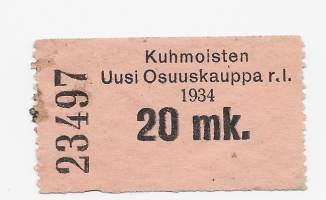 Kuhmoisten
Uusi Osuuskauppa r.l.
1934
20 mk.
23497